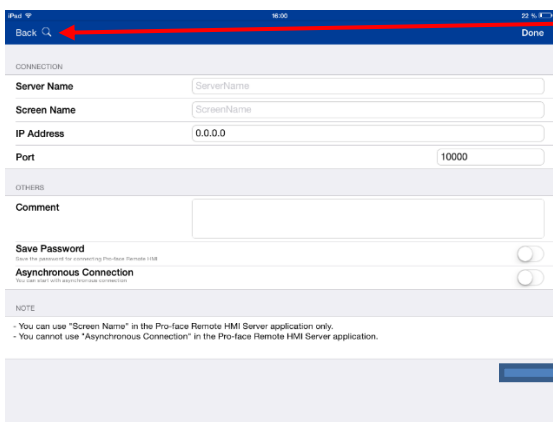 iPad 16:00 22 %
Back Done
CONNECTION
Server Name ServerName
Screen Name ScreenName
IP Address 0.0.0.0
Port 10000
OTHERS
Comment
Save Password
Save the password for connecting Pro-face Remote HMI
Asynchronous Connection
You can start with asynchronous connection
NOTE
- You can use "Screen Name" in the Pro-face Remote HMI Server application only.
- You cannot use "Asynchronous Connection" in the Pro-face Remote HMI Server application.